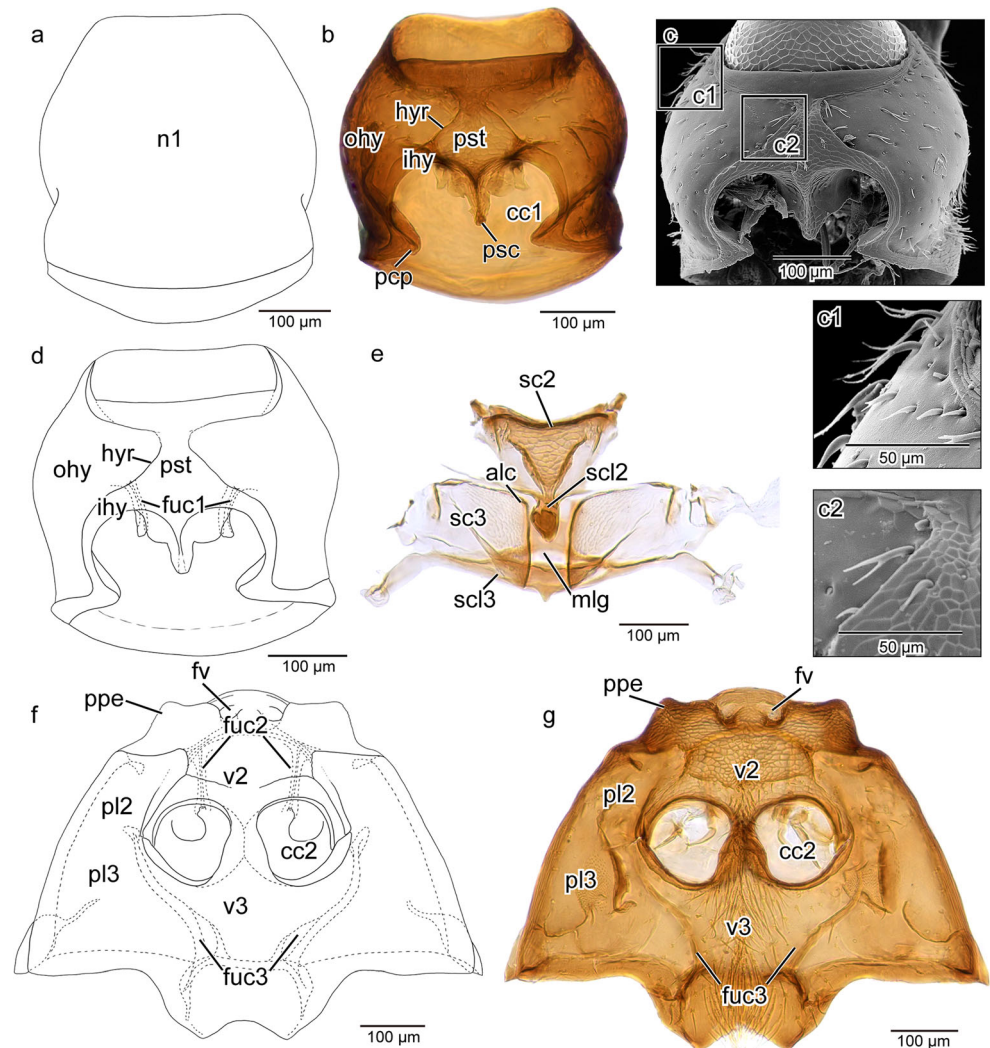 a
n1
100 µm
b
hyr
ohy
pst
ihy
cc1
psc
pcp
100 µm
c
c1
c2
100 µm
c1
50 µm
c2
50 µm
d
hyr
pst
ohy
ihy
fuc1
100 µm
e
sc2
alc
scl2
sc3
scl3
mlg
100 µm
f
fv
ppe
fuc2
v2
pl2
cc2
pl3
v3
fuc3
100 µm
g
ppe
fv
v2
pl2
cc2
pl3
v3
fuc3
100 µm